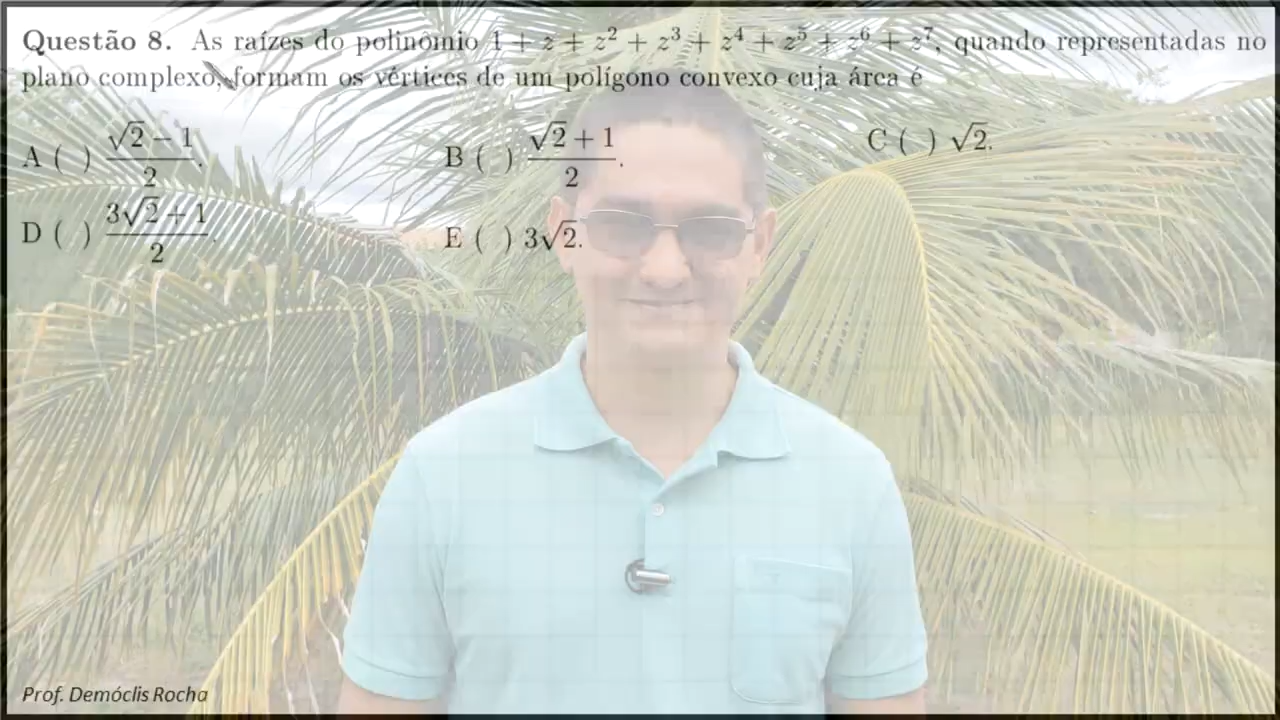 Questão 8. As raízes do polinômio 1 + z + z² + z³ + z⁴ + z⁵ + z⁶ + z⁷, quando representadas no
plano complexo, formam os vértices de um polígono convexo cuja área é
A ( ) (√2 − 1)/2. B ( ) (√2 + 1)/2. C ( ) √2.
D ( ) (3√2 + 1)/2. E ( ) 3√2.
Prof. Demóclis Rocha